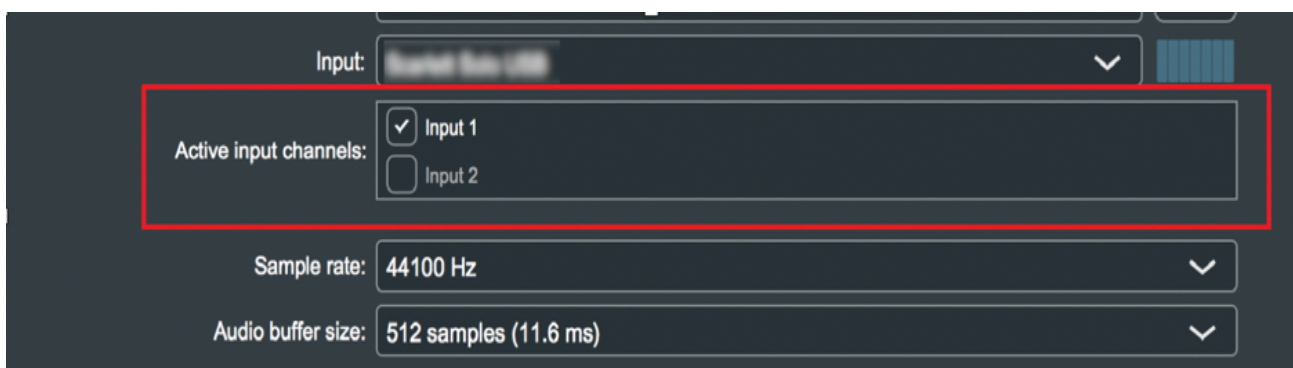 Input:
Active input channels:
Input 1
Input 2
Sample rate: 44100 Hz
Audio buffer size: 512 samples (11.6 ms)